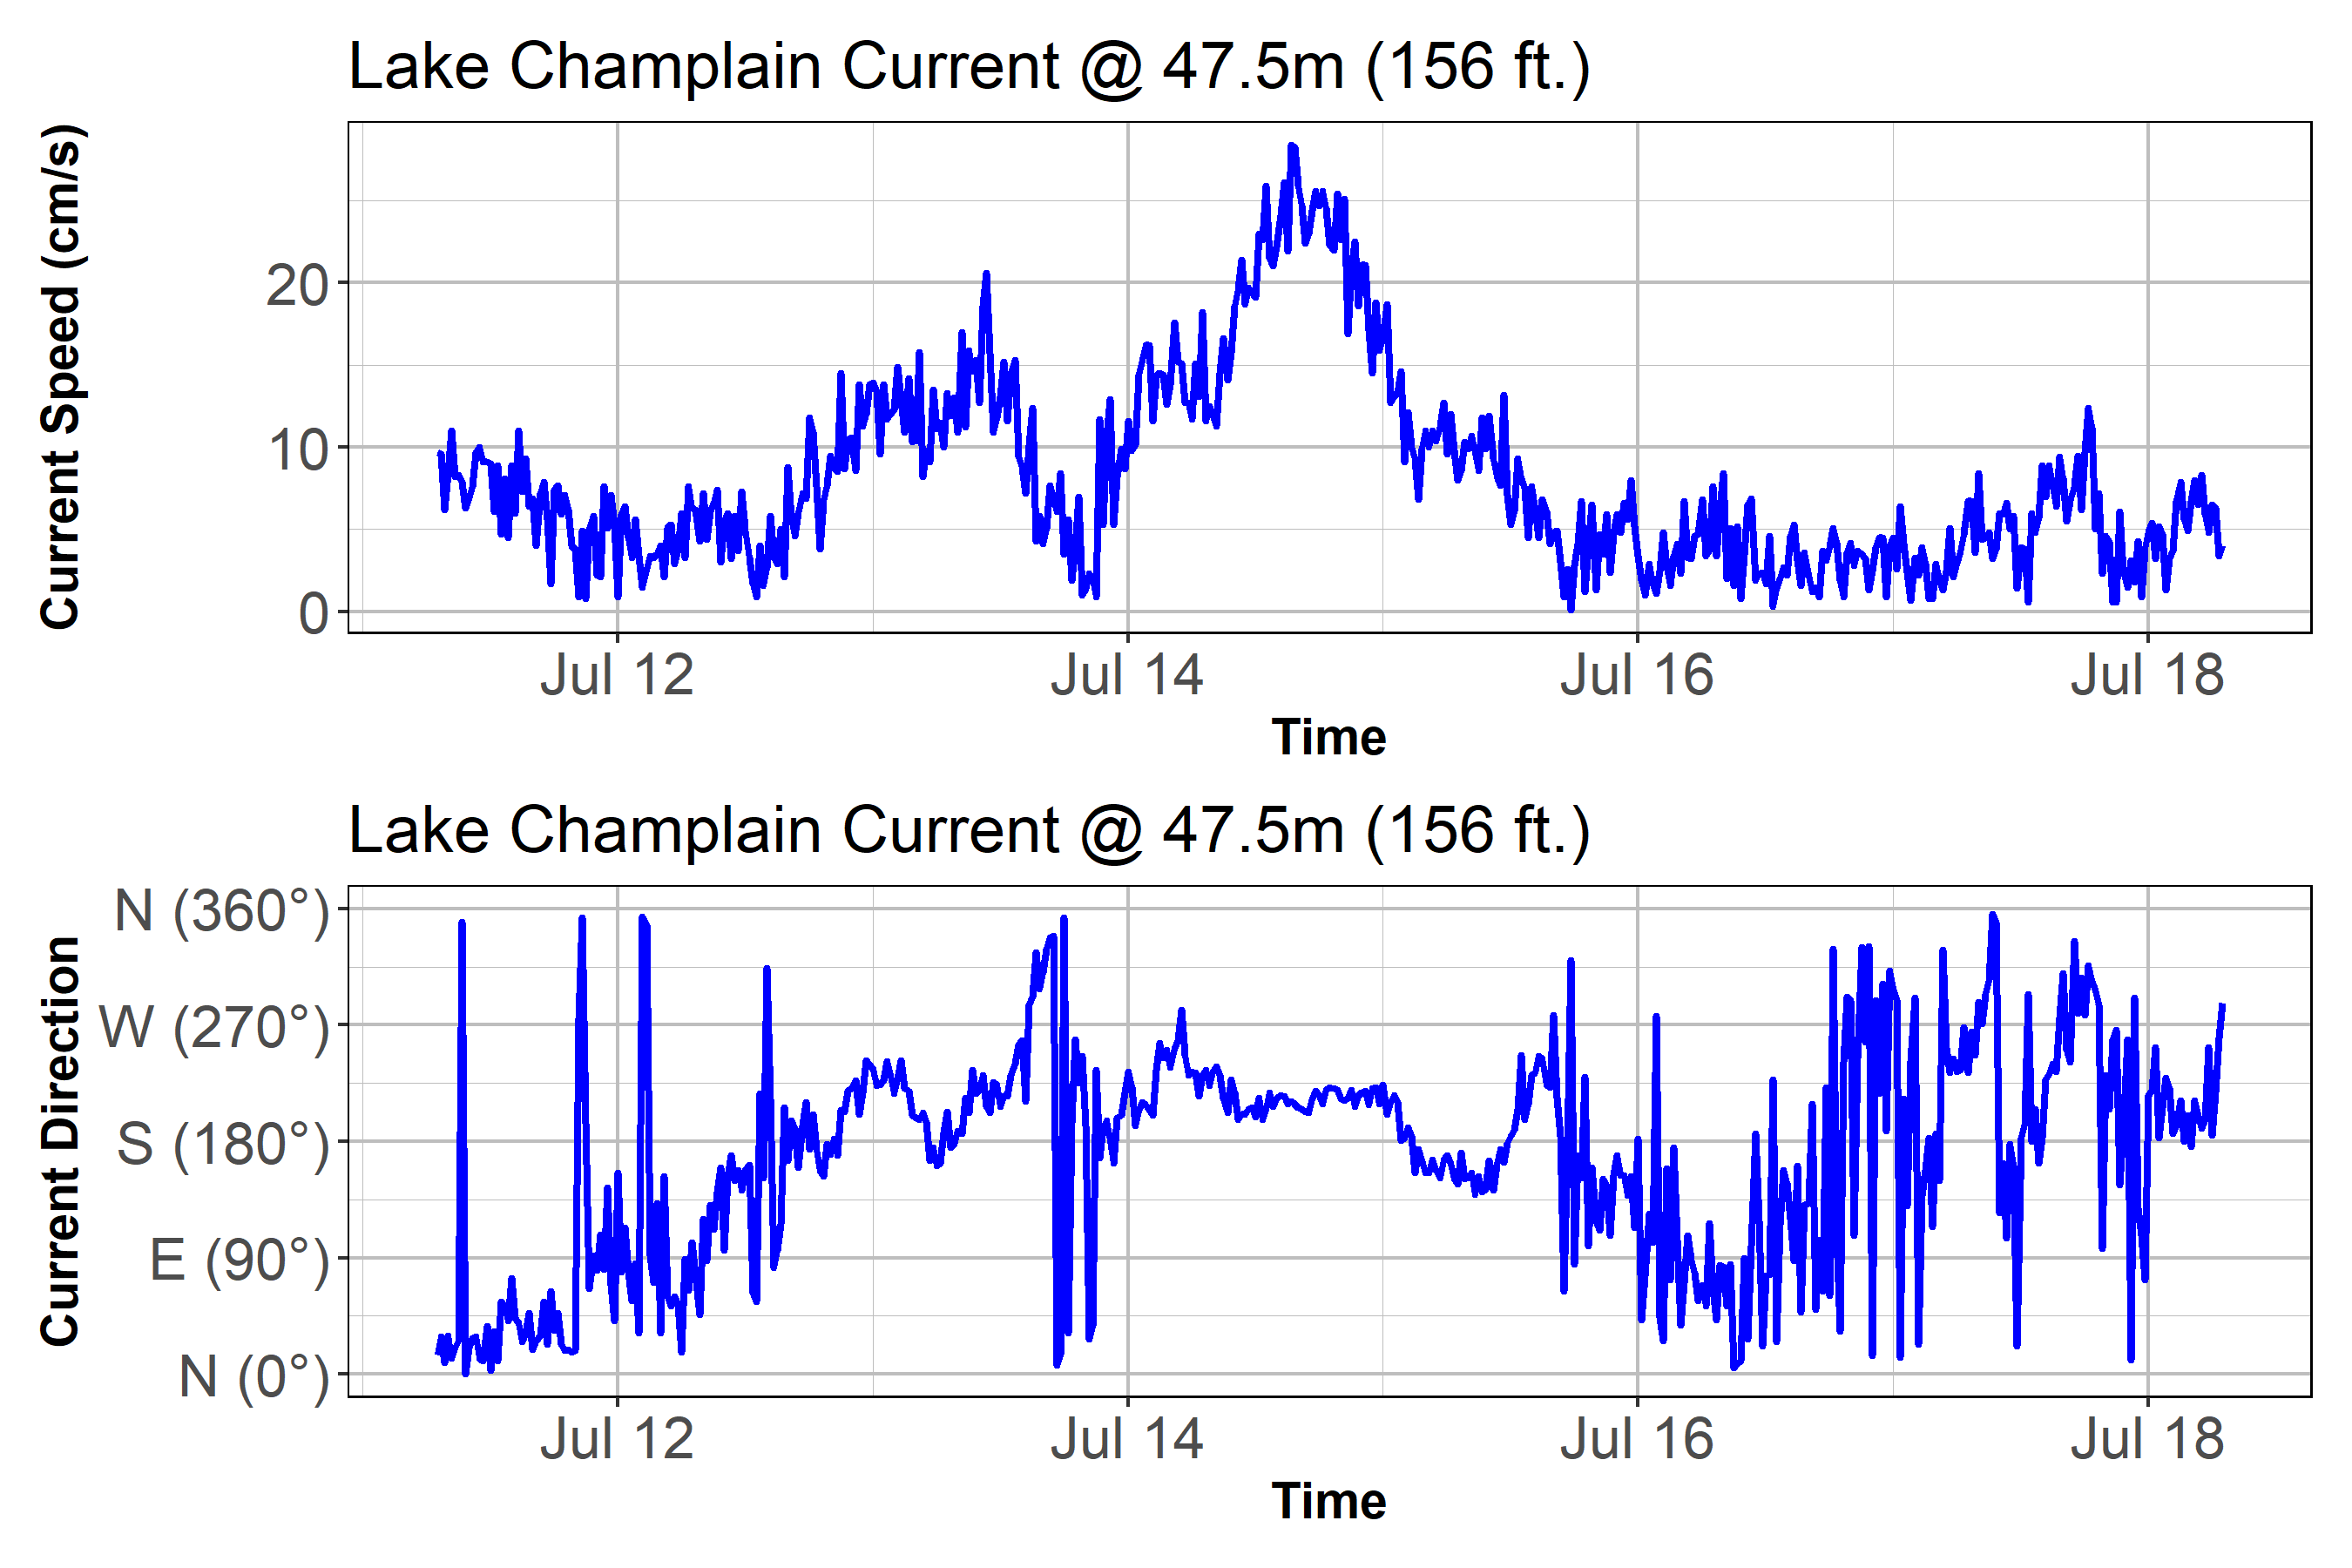 Lake Champlain Current @ 47.5m (156 ft.)
Current Speed (cm/s)
20
10
0
Jul 12 Jul 14 Jul 16 Jul 18
Time
Lake Champlain Current @ 47.5m (156 ft.)
Current Direction
N (360°)
W (270°)
S (180°)
E (90°)
N (0°)
Jul 12 Jul 14 Jul 16 Jul 18
Time